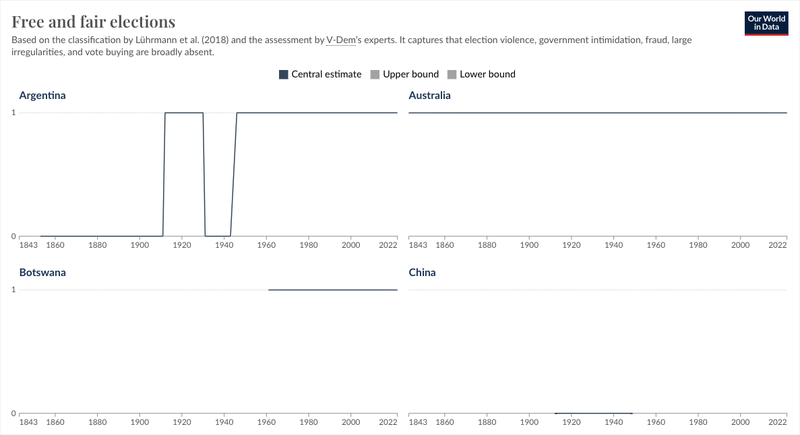 Free and fair elections
Our World
in Data
Based on the classification by Lührmann et al. (2018) and the assessment by V-Dem's experts. It captures that election violence, government intimidation, fraud, large
irregularities, and vote buying are broadly absent.
Central estimate Upper bound Lower bound
Argentina Australia
1
0
1843 1860 1880 1900 1920 1940 1960 1980 2000 2022 1843 1860 1880 1900 1920 1940 1960 1980 2000 2022
Botswana China
1
0
1843 1860 1880 1900 1920 1940 1960 1980 2000 2022 1843 1860 1880 1900 1920 1940 1960 1980 2000 2022